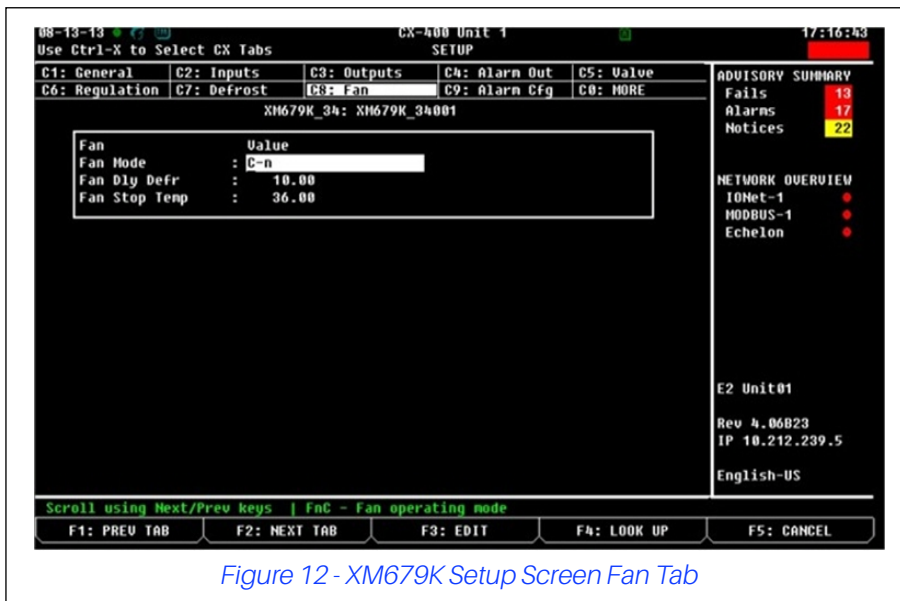 08-13-13 CX-400 Unit 1 17:16:43
Use Ctrl-X to Select CX Tabs SETUP
C1: General C2: Inputs C3: Outputs C4: Alarm Out C5: Valve
C6: Regulation C7: Defrost C8: Fan C9: Alarm Cfg C0: MORE
XM679K_34: XM679K_34001
Fan Value
Fan Mode : C-n
Fan Dly Defr : 10.00
Fan Stop Temp : 36.00
ADVISORY SUMMARY
Fails 13
Alarms 17
Notices 22
NETWORK OVERVIEW
IONet-1
MODBUS-1
Echelon
E2 Unit01
Rev 4.06B23
IP 10.212.239.5
English-US
Scroll using Next/Prev keys | FnC - Fan operating mode
F1: PREV TAB F2: NEXT TAB F3: EDIT F4: LOOK UP F5: CANCEL
Figure 12 - XM679K Setup Screen Fan Tab